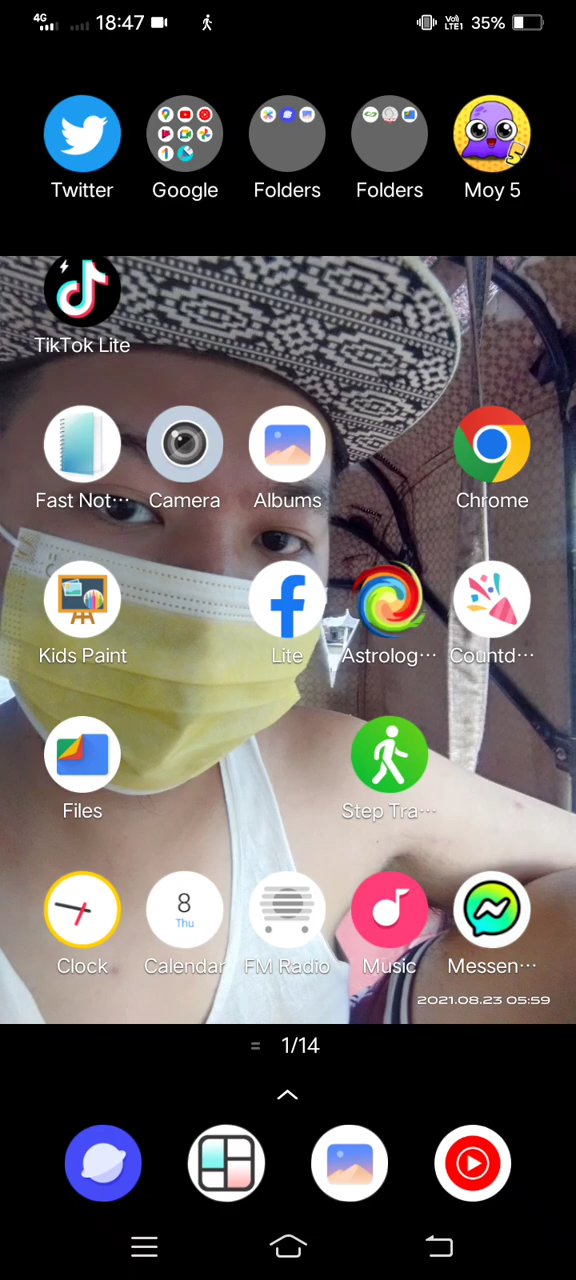 4G 18:47 Vo) LTE1 35%
Twitter Google Folders Folders Moy 5
TikTok Lite
Fast Not··· Camera Albums Chrome
Kids Paint Lite Astrolog··· Countd···
Files Step Tra···
8
Thu
Clock Calendar FM Radio Music Messen···
2021.08.23 05:59
1/14